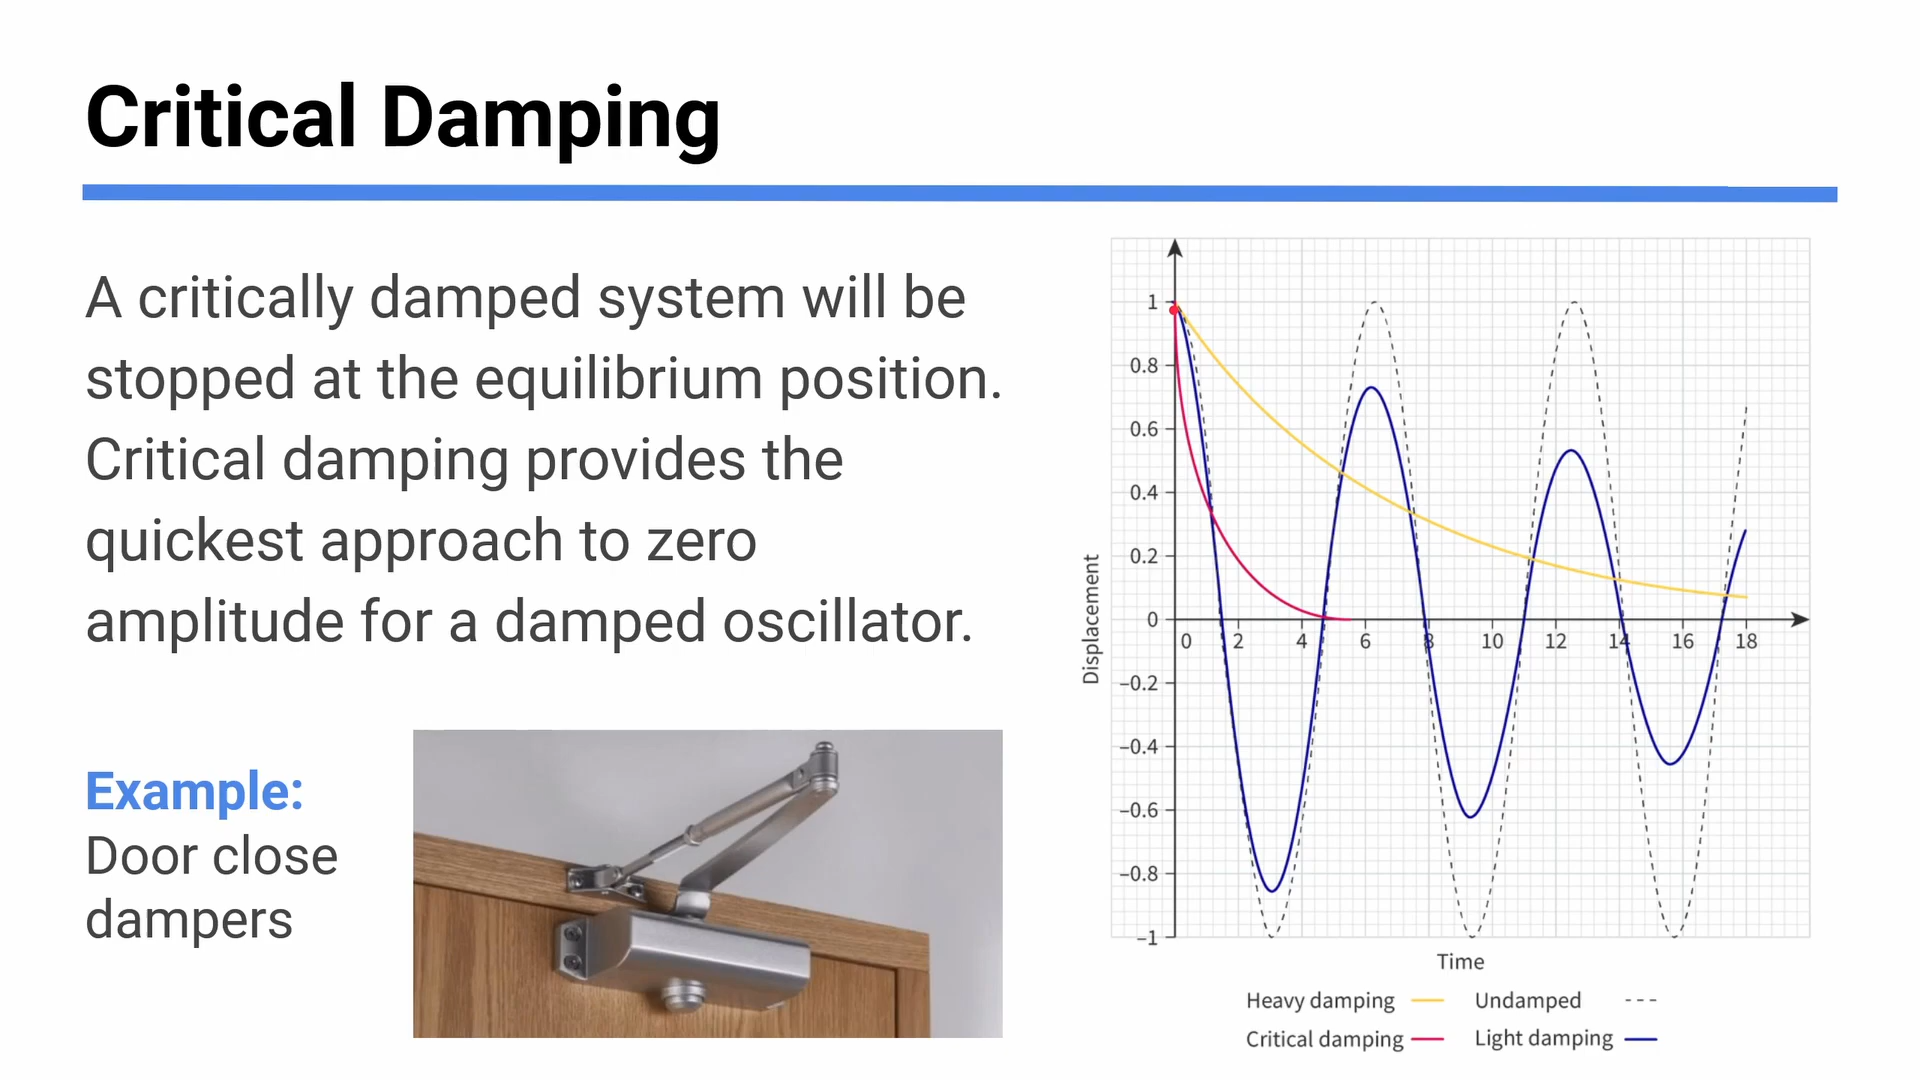 Critical Damping
A critically damped system will be
stopped at the equilibrium position.
Critical damping provides the
quickest approach to zero
amplitude for a damped oscillator.
Example:
Door close
dampers
1
0.8
0.6
0.4
0.2
0
−0.2
−0.4
−0.6
−0.8
−1
Displacement
0 2 4 6 8 10 12 14 16 18
Time
Heavy damping Undamped
Critical damping Light damping